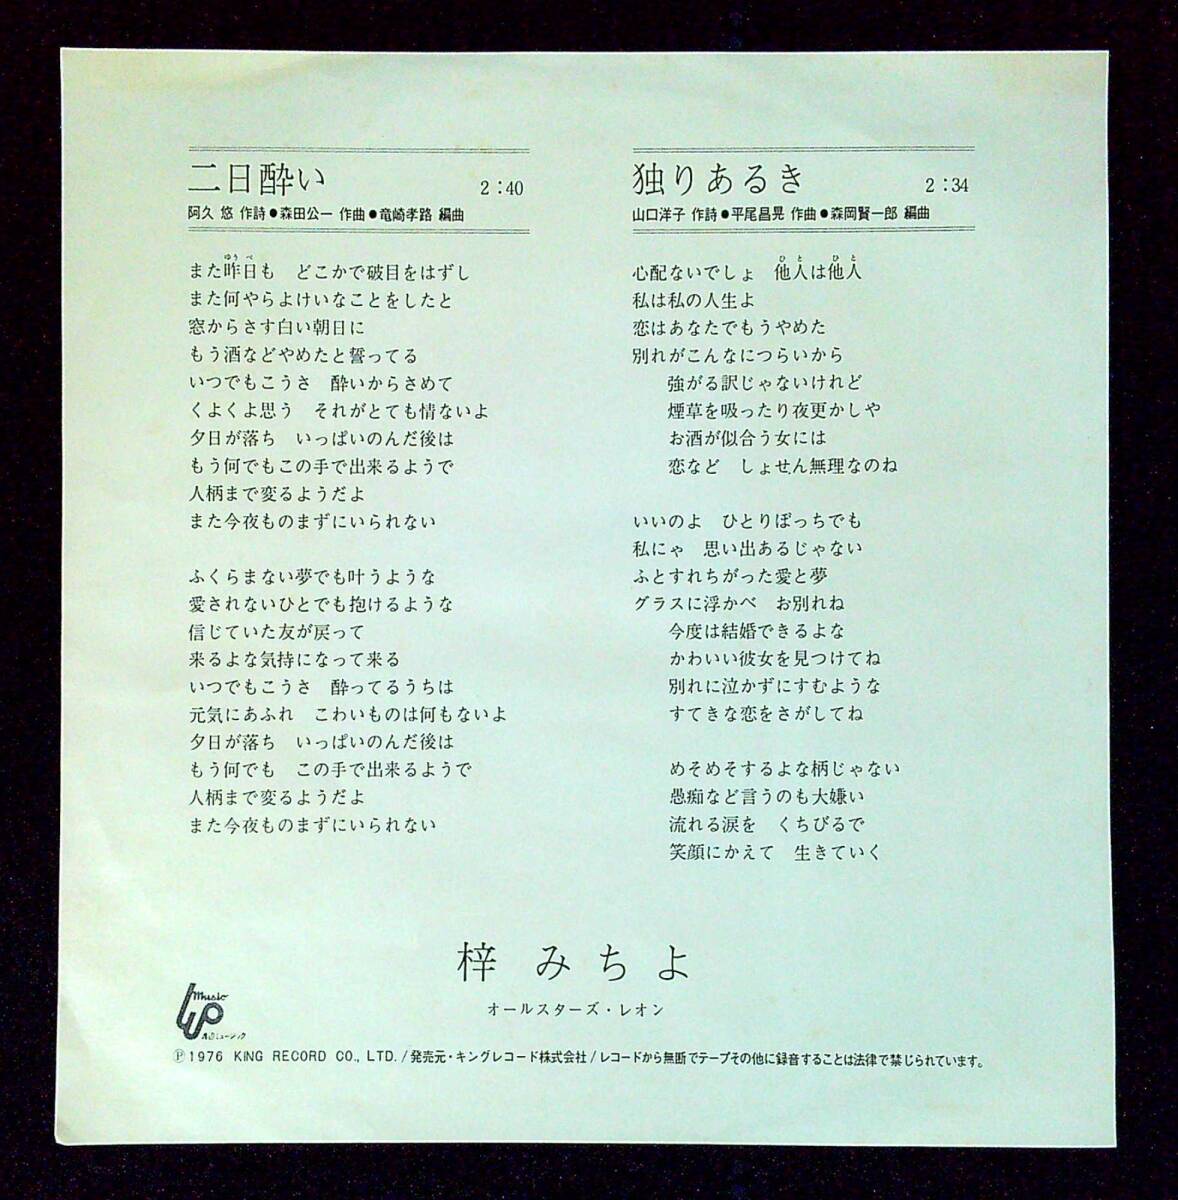 二日酔い 2:40
阿久 悠 作詩●森田公一 作曲●竜崎孝路 編曲
ゆうべ
また昨日も　どこかで破目をはずし
また何やらよけいなことをしたと
窓からさす白い朝日に
もう酒などやめたと誓ってる
いつでもこうさ　酔いからさめて
くよくよ思う　それがとても情ないよ
夕日が落ち　いっぱいのんだ後は
もう何でもこの手で出来るようで
人柄まで変るようだよ
また今夜ものまずにいられない
ふくらまない夢でも叶うような
愛されないひとでも抱けるような
信じていた友が戻って
来るよな気持になって来る
いつでもこうさ　酔ってるうちは
元気にあふれ　こわいものは何もないよ
夕日が落ち　いっぱいのんだ後は
もう何でも　この手で出来るようで
人柄まで変るようだよ
また今夜ものまずにいられない
独りあるき 2:34
山口洋子 作詩●平尾昌晃 作曲●森岡賢一郎 編曲
ひと　ひと
心配ないでしょ　他人は他人
私は私の人生よ
恋はあなたでもうやめた
別れがこんなにつらいから
強がる訳じゃないけれど
煙草を吸ったり夜更かしや
お酒が似合う女には
恋など　しょせん無理なのね
いいのよ　ひとりぽっちでも
私にゃ　思い出あるじゃない
ふとすれちがった愛と夢
グラスに浮かべ　お別れね
今度は結婚できるよな
かわいい彼女を見つけてね
別れに泣かずにすむような
すてきな恋をさがしてね
めそめそするよな柄じゃない
愚痴など言うのも大嫌い
流れる涙を　くちびるで
笑顔にかえて　生きていく
梓 みちよ
オールスターズ・レオン
Music
渡辺ミュージック
Ⓟ1976 KING RECORD CO., LTD./発売元・キングレコード株式会社/レコードから無断でテープその他に録音することは法律で禁じられています。